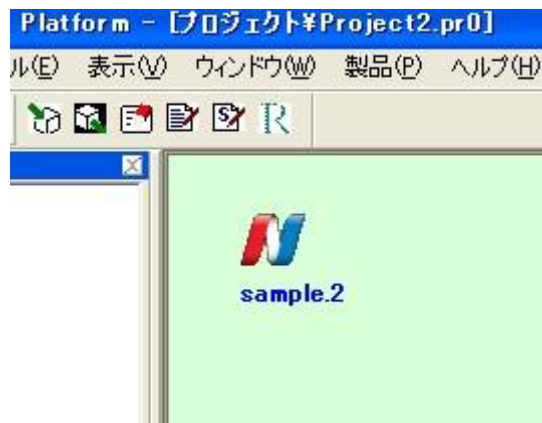 Platform - [プロジェクト¥Project2.pr0]
ル(E) 表示(V) ウィンドウ(W) 製品(P) ヘルプ(H)
sample.2